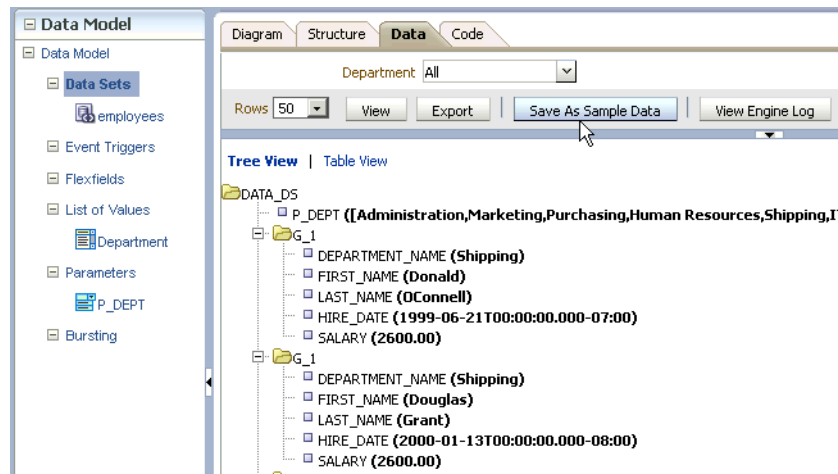 Data Model
Data Model
Data Sets
employees
Event Triggers
Flexfields
List of Values
Department
Parameters
P_DEPT
Bursting
Diagram Structure Data Code
Department All
Rows 50 View Export | Save As Sample Data | View Engine Log
Tree View | Table View
DATA_DS
P_DEPT ([Administration,Marketing,Purchasing,Human Resources,Shipping,IT
G_1
DEPARTMENT_NAME (Shipping)
FIRST_NAME (Donald)
LAST_NAME (OConnell)
HIRE_DATE (1999-06-21T00:00:00.000-07:00)
SALARY (2600.00)
G_1
DEPARTMENT_NAME (Shipping)
FIRST_NAME (Douglas)
LAST_NAME (Grant)
HIRE_DATE (2000-01-13T00:00:00.000-08:00)
SALARY (2600.00)